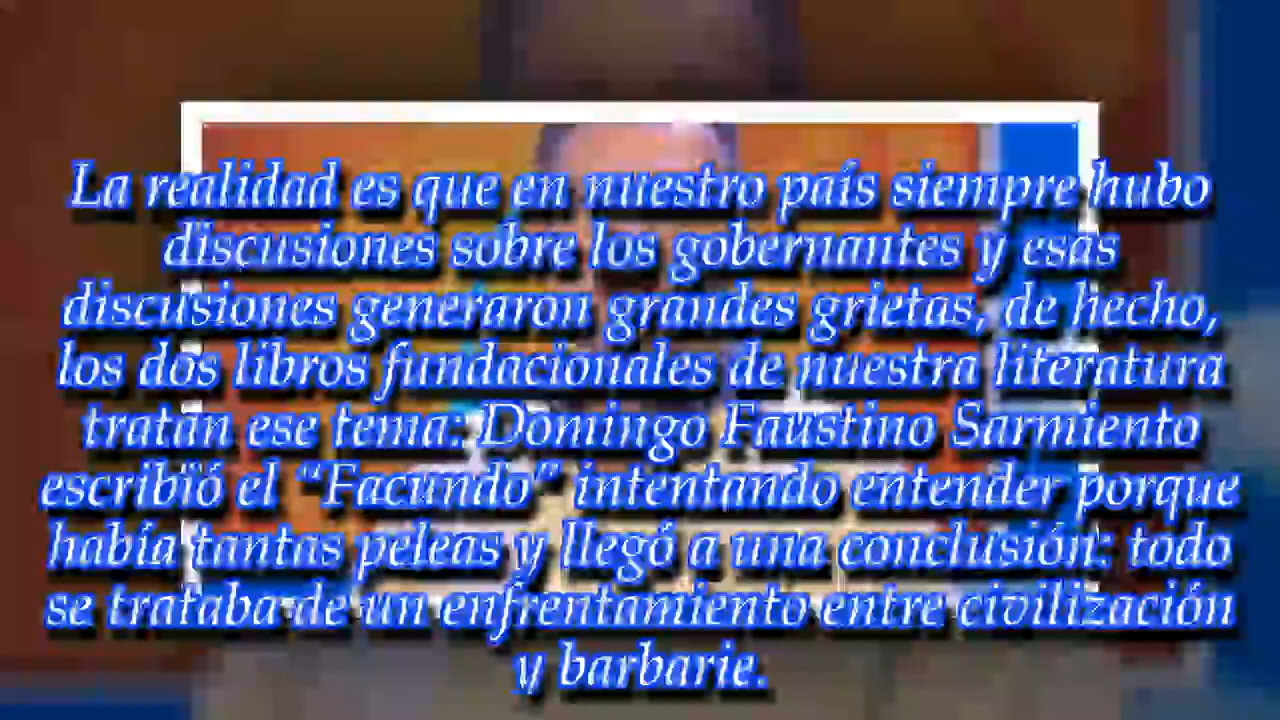 La realidad es que en nuestro país siempre hubo
discusiones sobre los gobernantes y esas
discusiones generaron grandes grietas, de hecho,
los dos libros fundacionales de nuestra literatura
tratan ese tema: Domingo Faustino Sarmiento
escribió el “Facundo” intentando entender porque
había tantas peleas y llegó a una conclusión: todo
se trataba de un enfrentamiento entre civilización
y barbarie.